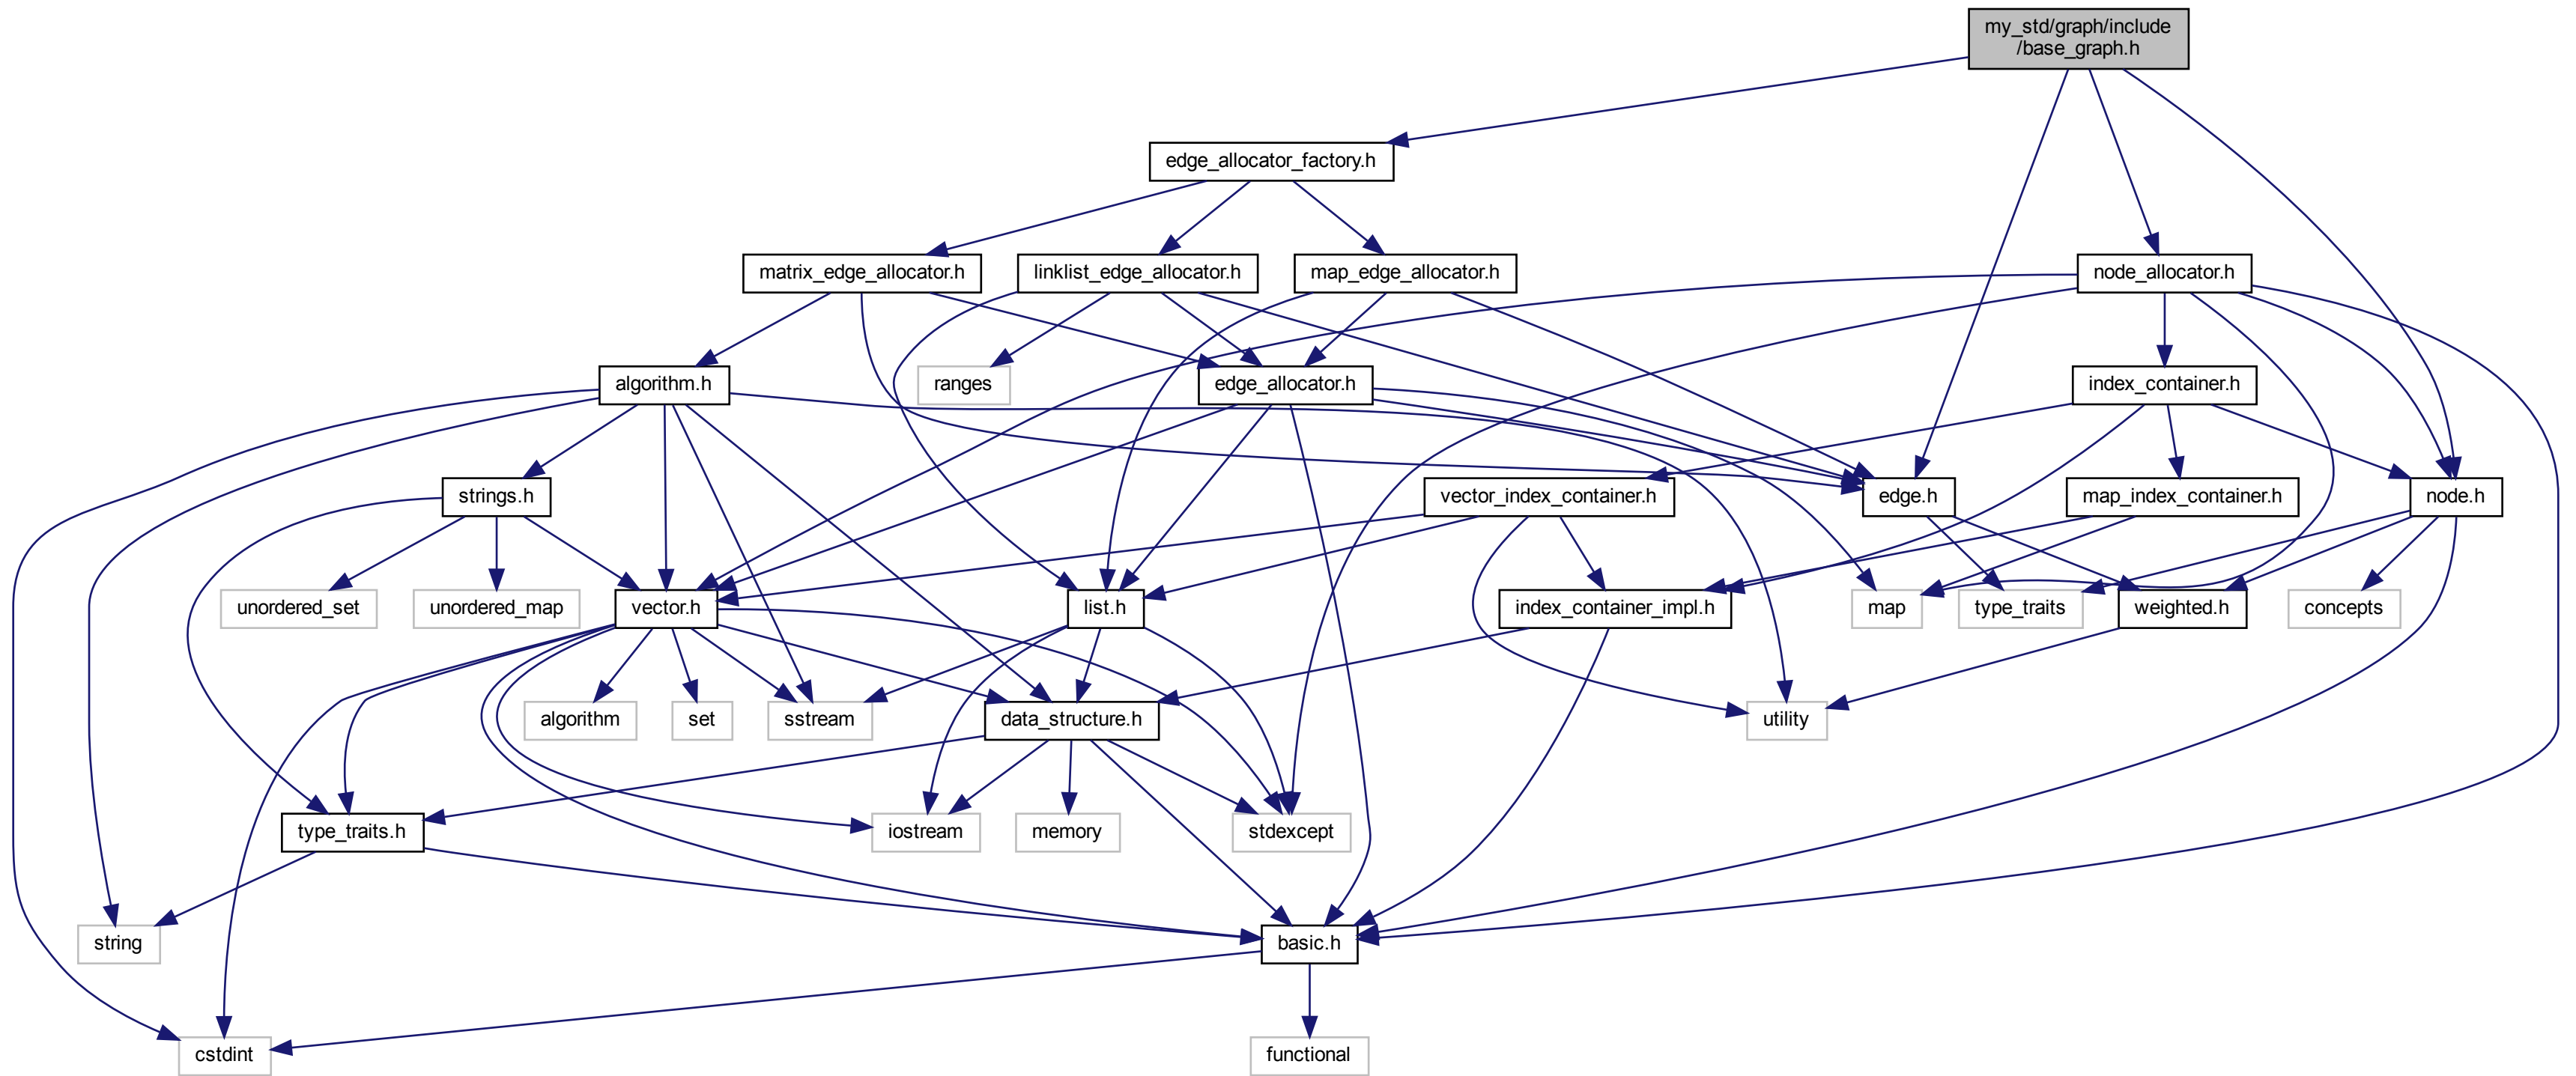 my_std/graph/include
/base_graph.h
edge_allocator_factory.h
matrix_edge_allocator.h
linklist_edge_allocator.h
map_edge_allocator.h
node_allocator.h
algorithm.h
ranges
edge_allocator.h
index_container.h
strings.h
vector_index_container.h
edge.h
map_index_container.h
node.h
unordered_set
unordered_map
vector.h
list.h
index_container_impl.h
map
type_traits
weighted.h
concepts
algorithm
set
sstream
data_structure.h
utility
type_traits.h
iostream
memory
stdexcept
string
basic.h
cstdint
functional